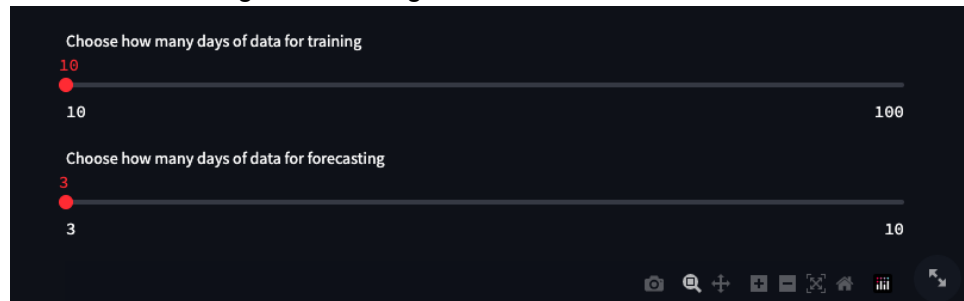 Choose how many days of data for training
10
10 100
Choose how many days of data for forecasting
3
3 10